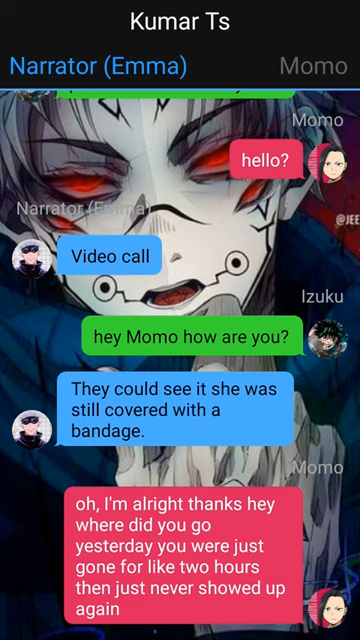 Kumar Ts
Narrator (Emma)
Momo
Momo
hello?
Narrator (Emma)
@JEE
Video call
Izuku
hey Momo how are you?
They could see it she was
still covered with a
bandage.
Momo
oh, I'm alright thanks hey
where did you go
yesterday you were just
gone for like two hours
then just never showed up
again